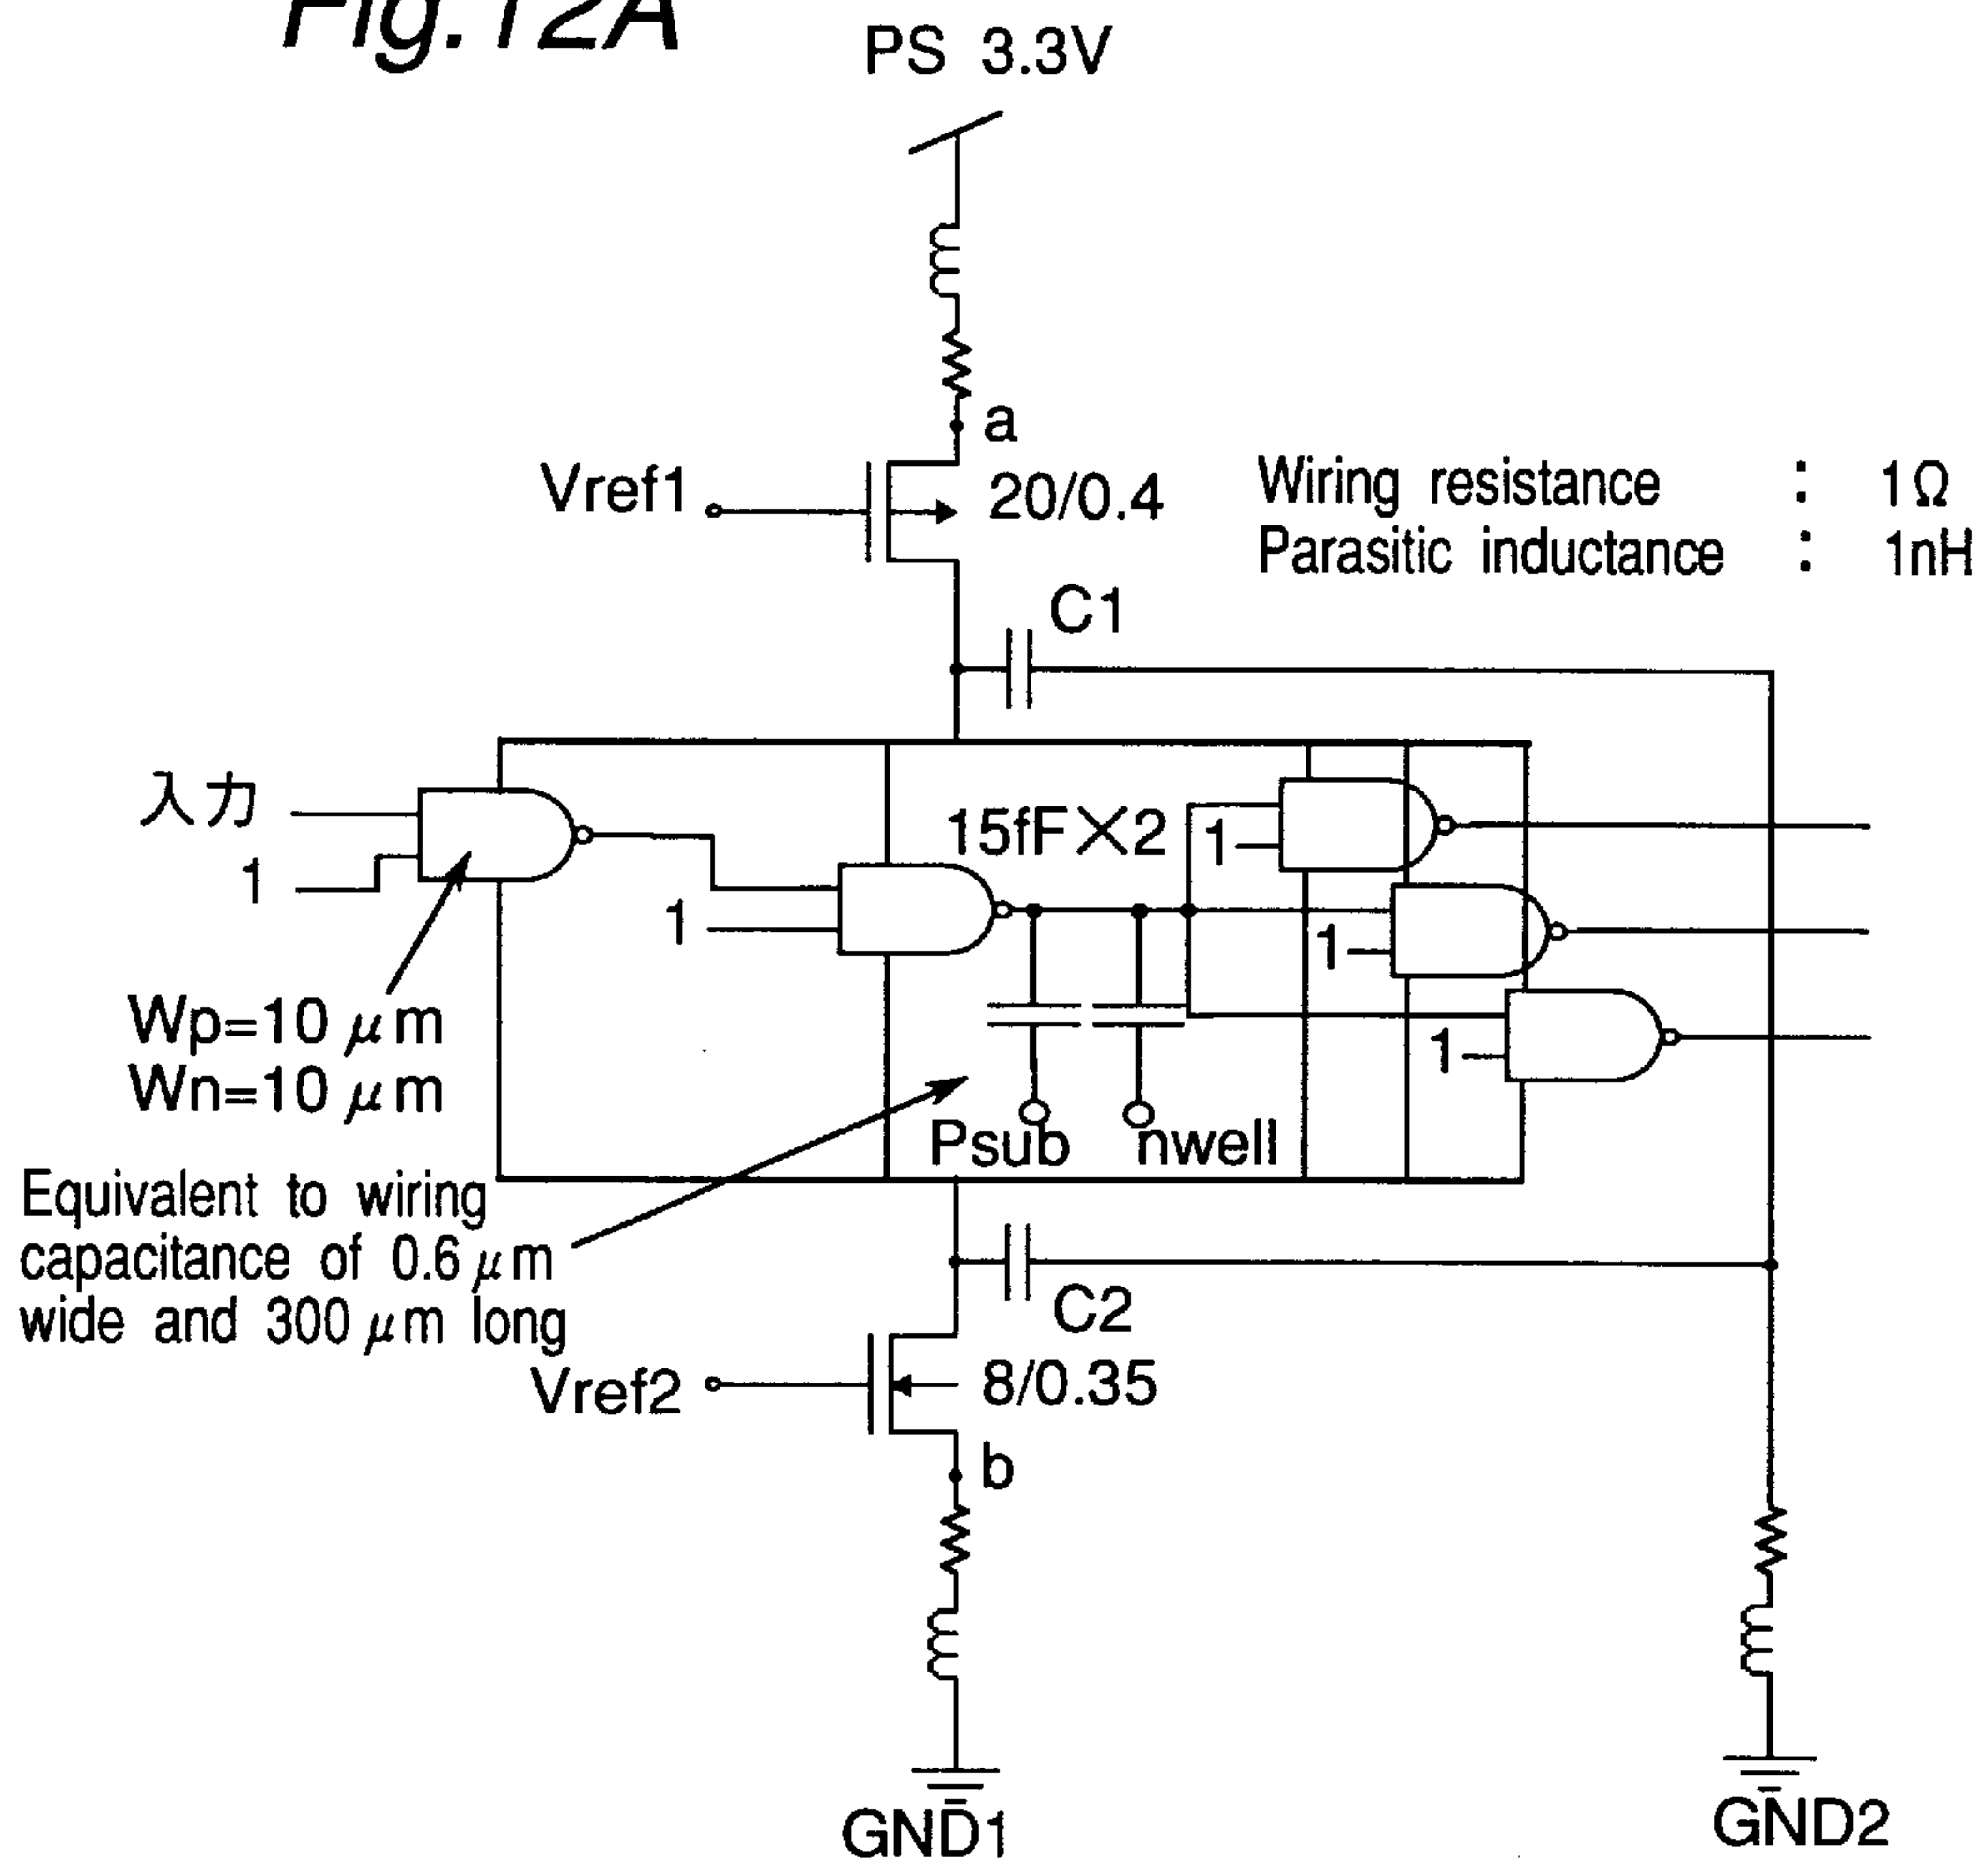 Fig.12A
PS 3.3V
a
Vref1
20/0.4
Wiring resistance : 1Ω
Parasitic inductance : 1nH
C1
入力
1
15fF×2
1
1
1
1
Wp=10μm
Wn=10μm
Psub
nwell
Equivalent to wiring
capacitance of 0.6μm
wide and 300μm long
C2
Vref2
8/0.35
b
GND1
GND2